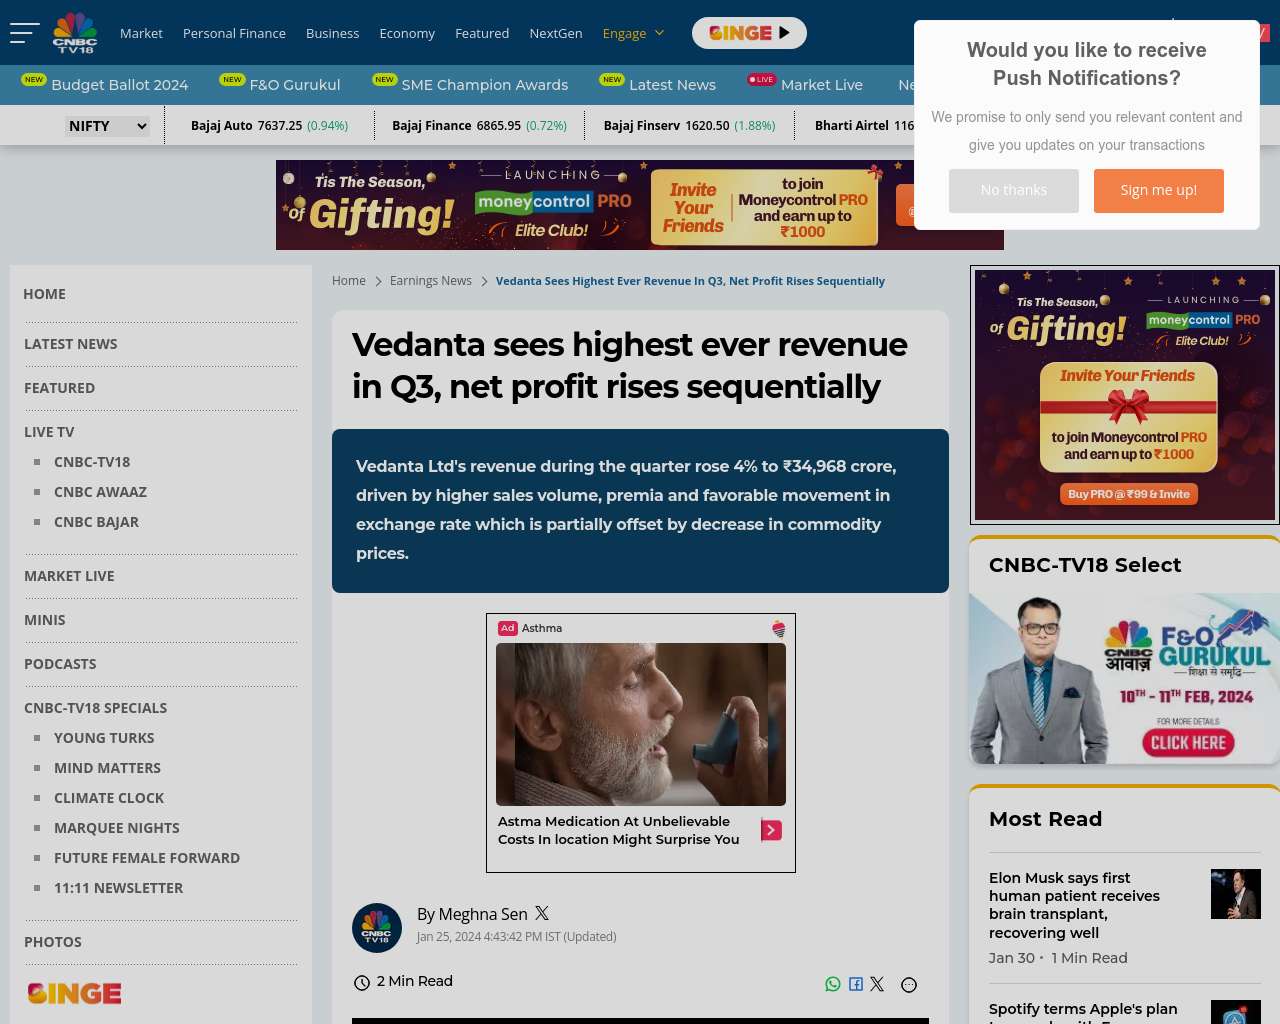 CNBC
TV18
Market
Personal Finance
Business
Economy
Featured
NextGen
Engage
BINGE
Would you like to receive
Push Notifications?
We promise to only send you relevant content and
give you updates on your transactions
No thanks
Sign me up!
NEW Budget Ballot 2024
NEW F&O Gurukul
NEW SME Champion Awards
NEW Latest News
LIVE Market Live
NIFTY
Bajaj Auto 7637.25 (0.94%)
Bajaj Finance 6865.95 (0.72%)
Bajaj Finserv 1620.50 (1.88%)
Bharti Airtel 116
'Tis The Season,
of Gifting!
LAUNCHING
moneycontrol PRO
Elite Club!
Invite
Your
Friends
to join
Moneycontrol PRO
and earn up to
₹1000
HOME
LATEST NEWS
FEATURED
LIVE TV
CNBC-TV18
CNBC AWAAZ
CNBC BAJAR
MARKET LIVE
MINIS
PODCASTS
CNBC-TV18 SPECIALS
YOUNG TURKS
MIND MATTERS
CLIMATE CLOCK
MARQUEE NIGHTS
FUTURE FEMALE FORWARD
11:11 NEWSLETTER
PHOTOS
BINGE
Home > Earnings News > Vedanta Sees Highest Ever Revenue In Q3, Net Profit Rises Sequentially
Vedanta sees highest ever revenue
in Q3, net profit rises sequentially
Vedanta Ltd's revenue during the quarter rose 4% to ₹34,968 crore,
driven by higher sales volume, premia and favorable movement in
exchange rate which is partially offset by decrease in commodity
prices.
Ad Asthma
Astma Medication At Unbelievable
Costs In location Might Surprise You
CNBC
TV18
By Meghna Sen
Jan 25, 2024 4:43:42 PM IST (Updated)
2 Min Read
'Tis The Season,
of Gifting!
LAUNCHING
moneycontrol PRO
Elite Club!
Invite Your Friends
to join Moneycontrol PRO
and earn up to ₹1000
Buy PRO @ ₹99 & Invite
CNBC-TV18 Select
CNBC
आवाज़
F&O
GURUKUL
शिक्षा से समृद्धि
10TH - 11TH FEB, 2024
FOR MORE DETAILS
CLICK HERE
Most Read
Elon Musk says first
human patient receives
brain transplant,
recovering well
Jan 30 • 1 Min Read
Spotify terms Apple's plan